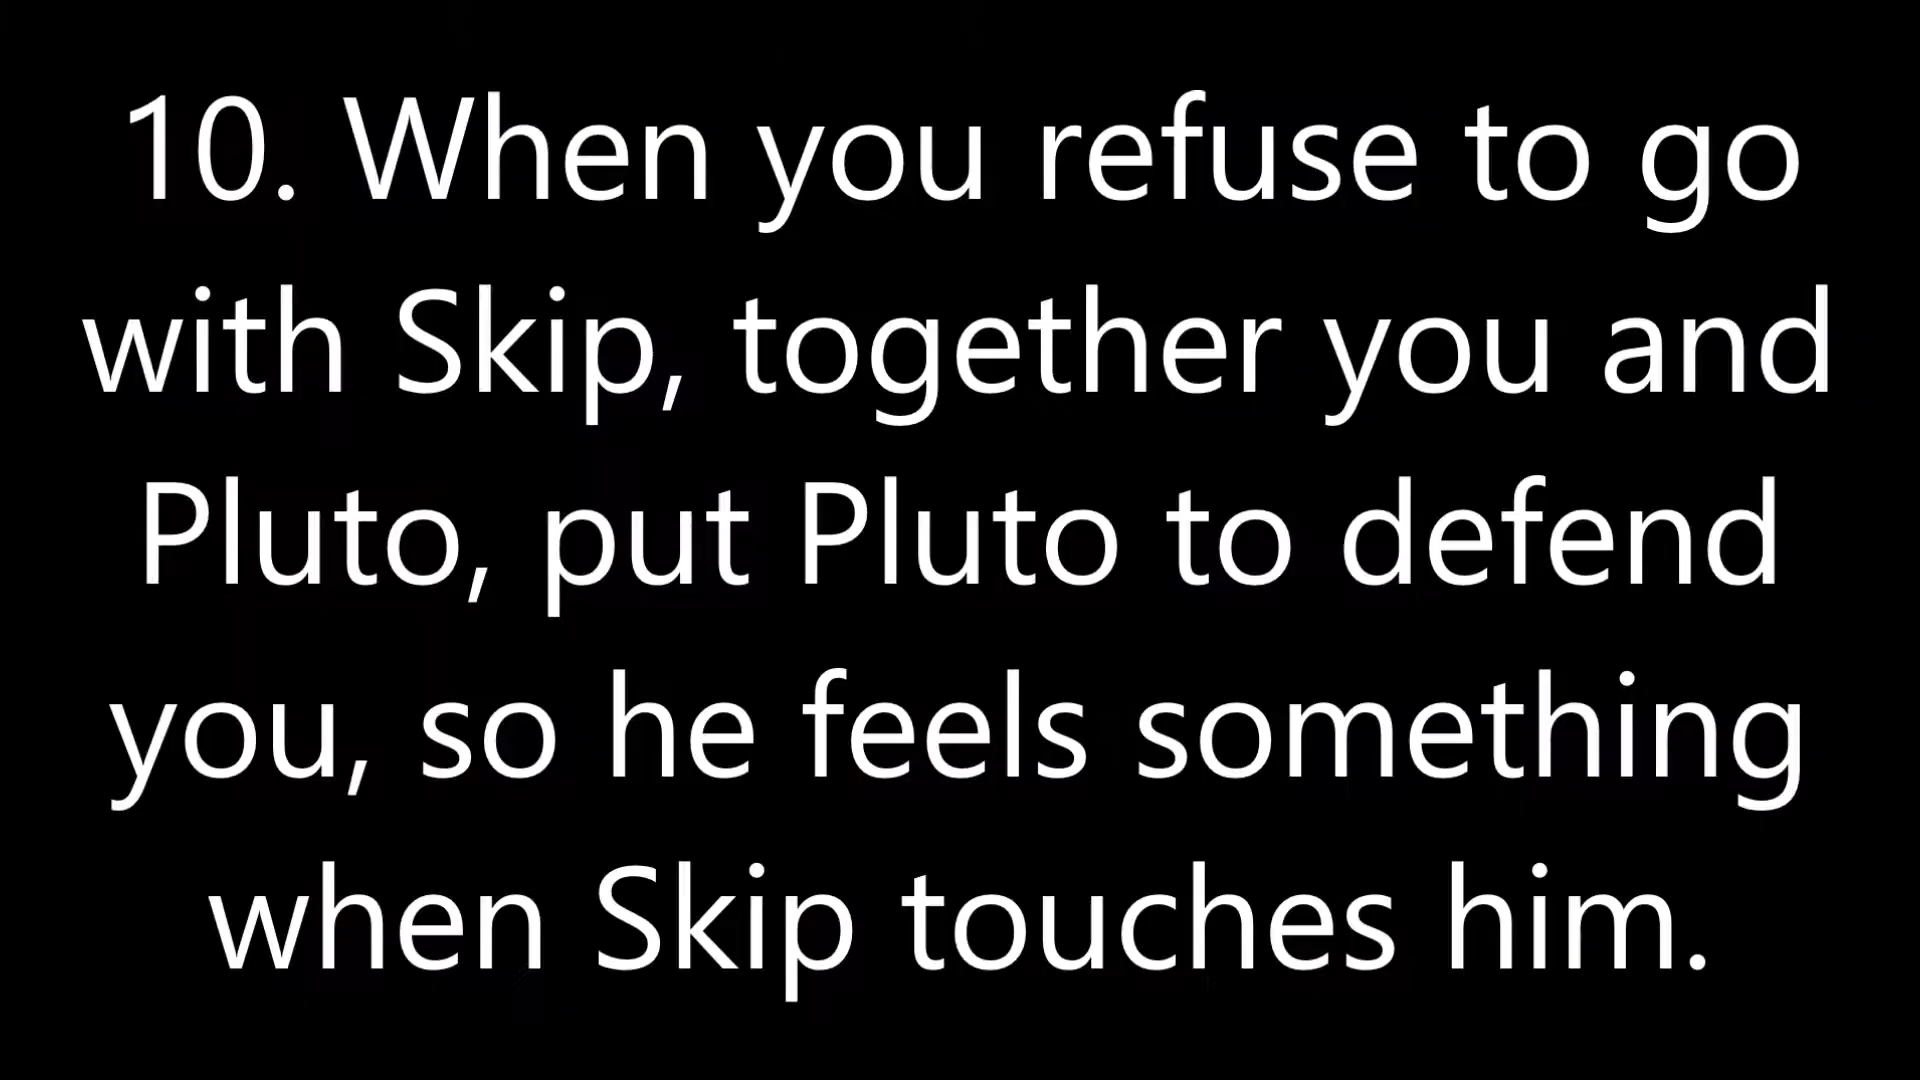 10. When you refuse to go
with Skip, together you and
Pluto, put Pluto to defend
you, so he feels something
when Skip touches him.